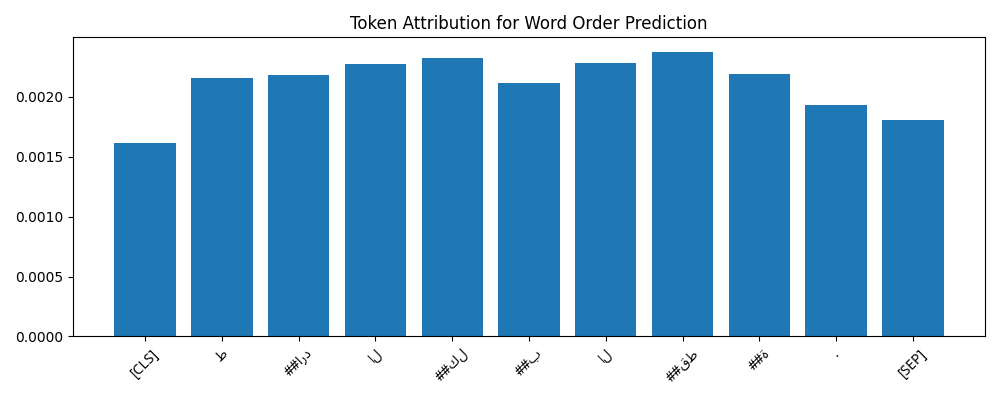 Token Attribution for Word Order Prediction
0.0020
0.0015
0.0010
0.0005
0.0000
[CLS]
ط
##ارد
ال
##كل
##ب
ال
##قط
##ة
.
[SEP]